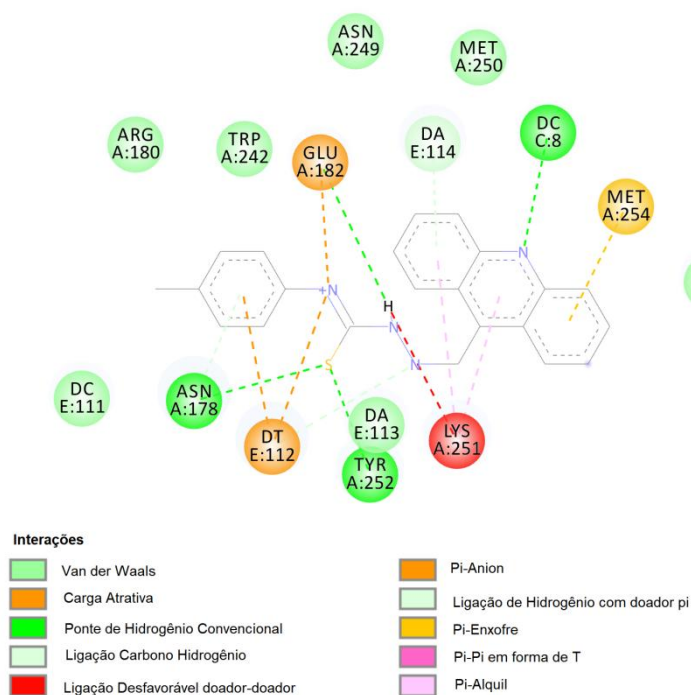 ASN
A:249
MET
A:250
ARG
A:180
TRP
A:242
GLU
A:182
DA
E:114
DC
C:8
MET
A:254
H
N
+N
N
N
S
DC
E:111
ASN
A:178
DT
E:112
DA
E:113
TYR
A:252
LYS
A:251
Interações
Van der Waals
Carga Atrativa
Ponte de Hidrogênio Convencional
Ligação Carbono Hidrogênio
Ligação Desfavorável doador-doador
Pi-Anion
Ligação de Hidrogênio com doador pi
Pi-Enxofre
Pi-Pi em forma de T
Pi-Alquil